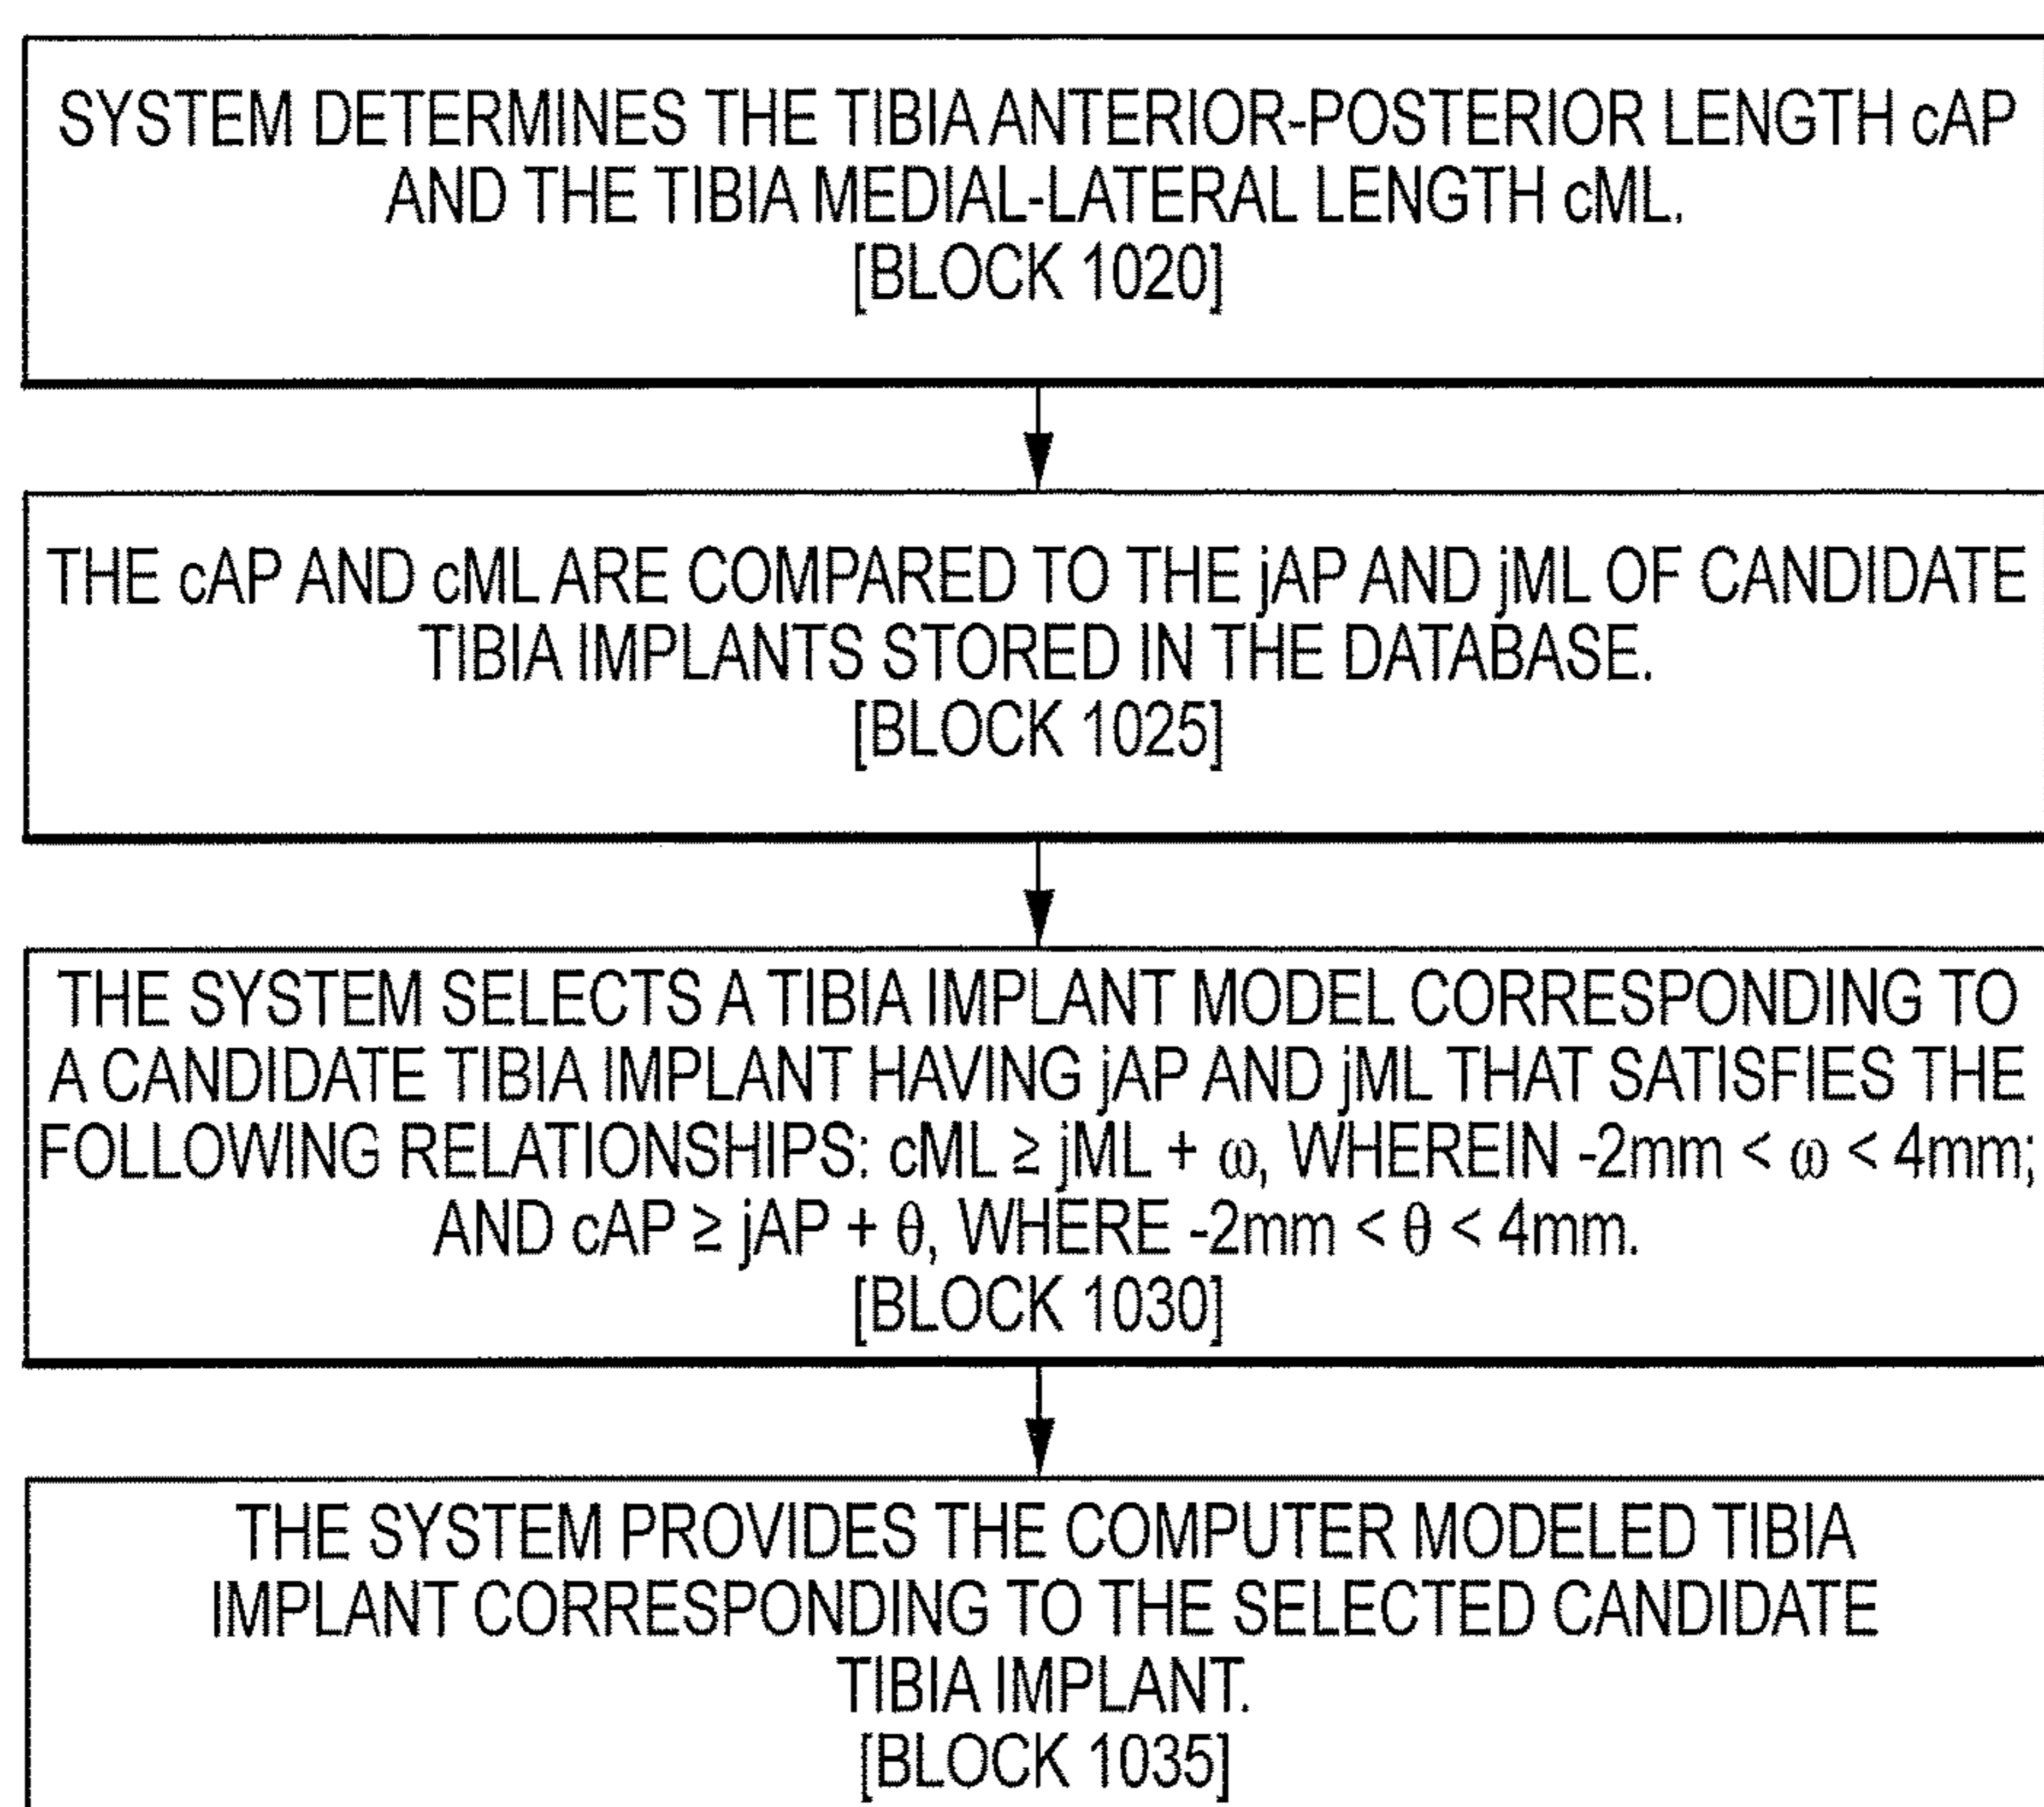 SYSTEM DETERMINES THE TIBIA ANTERIOR-POSTERIOR LENGTH cAP
AND THE TIBIA MEDIAL-LATERAL LENGTH cML.
[BLOCK 1020]
THE cAP AND cML ARE COMPARED TO THE jAP AND jML OF CANDIDATE
TIBIA IMPLANTS STORED IN THE DATABASE.
[BLOCK 1025]
THE SYSTEM SELECTS A TIBIA IMPLANT MODEL CORRESPONDING TO
A CANDIDATE TIBIA IMPLANT HAVING jAP AND jML THAT SATISFIES THE
FOLLOWING RELATIONSHIPS: cML ≥ jML + ω, WHEREIN -2mm < ω < 4mm;
AND cAP ≥ jAP + θ, WHERE -2mm < θ < 4mm.
[BLOCK 1030]
THE SYSTEM PROVIDES THE COMPUTER MODELED TIBIA
IMPLANT CORRESPONDING TO THE SELECTED CANDIDATE
TIBIA IMPLANT.
[BLOCK 1035]